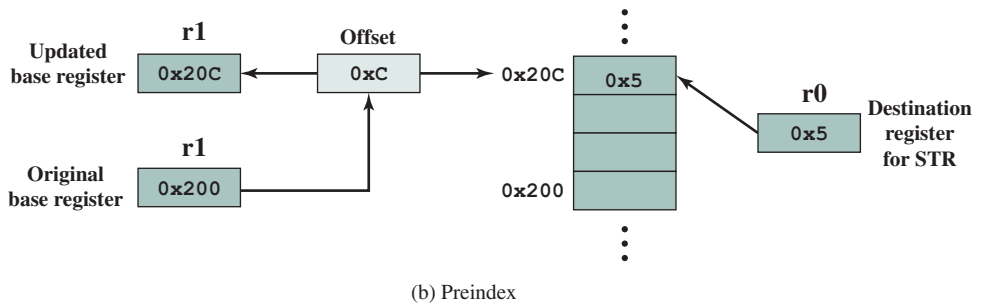 r1
Updated
base register
0x20C
Offset
0xC
0x20C
0x5
r0
0x5
Destination
register
for STR
r1
Original
base register
0x200
0x200
(b) Preindex